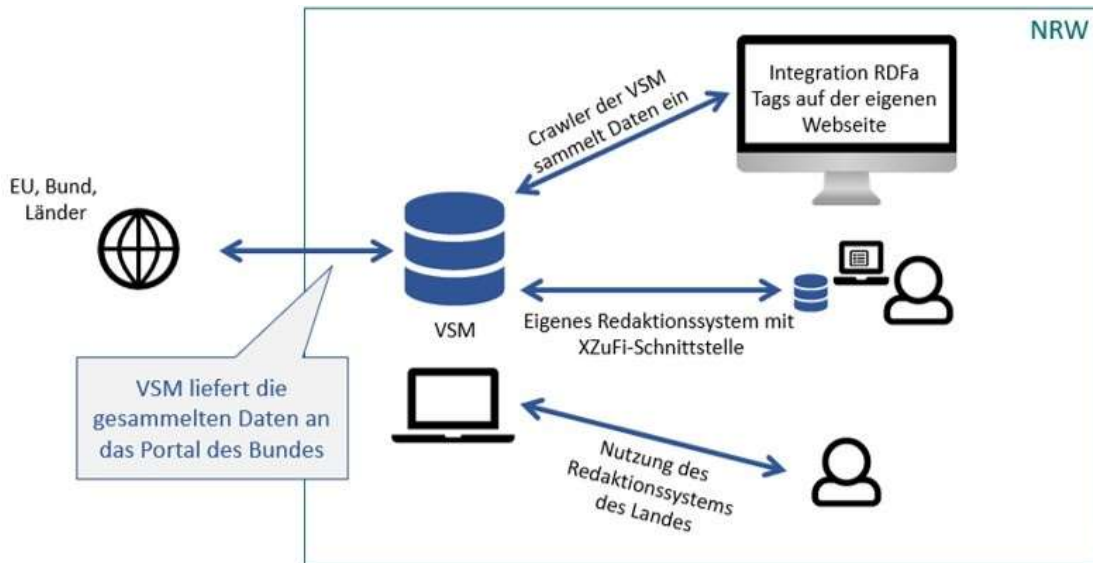 NRW
Integration RDFa
Tags auf der eigenen
Webseite
Crawler der VSM
sammelt Daten ein
EU, Bund,
Länder
VSM
Eigenes Redaktionssystem mit
XZuFi-Schnittstelle
VSM liefert die
gesammelten Daten an
das Portal des Bundes
Nutzung des
Redaktionssystems
des Landes